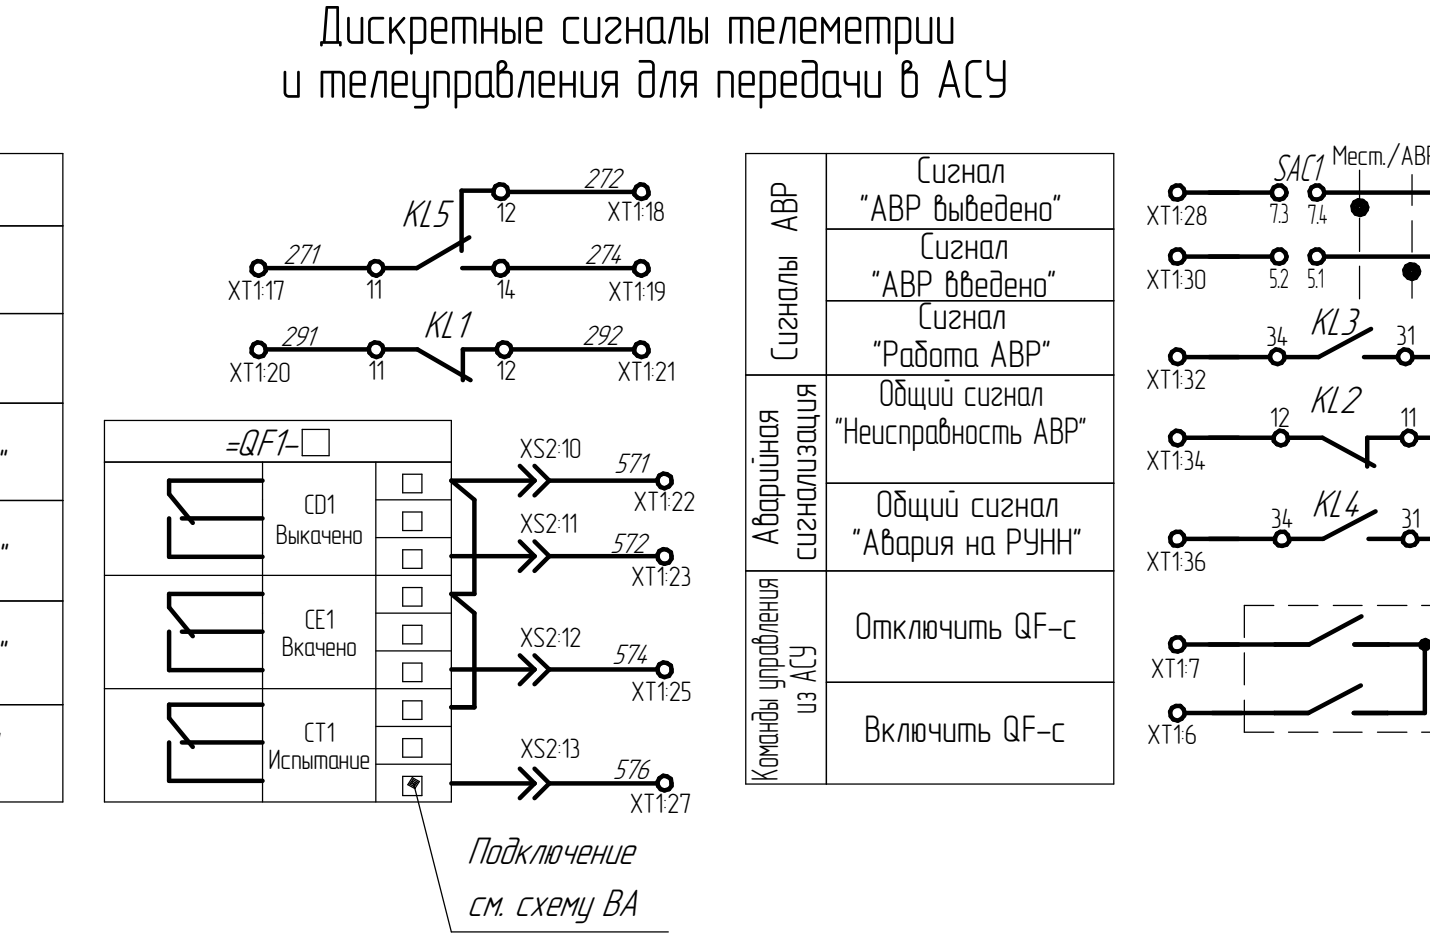 Дискретные сигналы телеметрии
и телеуправления для передачи в АСУ
"
"
"
KL5
12
272
XT1:18
271
XT1:17
11
14
274
XT1:19
KL1
291
XT1:20
11
12
292
XT1:21
=QF1-□
CD1
Выкачено
CE1
Вкачено
CT1
Испытание
XS2:10
571
XT1:22
XS2:11
572
XT1:23
XS2:12
574
XT1:25
XS2:13
576
XT1:27
Подключение
см. схему ВА
Сигналы АВР
Сигнал
"АВР выведено"
Сигнал
"АВР введено"
Сигнал
"Работа АВР"
Аварийная
сигнализация
Общий сигнал
"Неисправность АВР"
Общий сигнал
"Авария на РУНН"
Команды управления
из АСУ
Отключить QF-с
Включить QF-с
SAC1
Мест./АВР
XT1:28
7.3
7.4
XT1:30
5.2
5.1
KL3
34
31
XT1:32
KL2
12
11
XT1:34
KL4
34
31
XT1:36
XT1:7
XT1:6